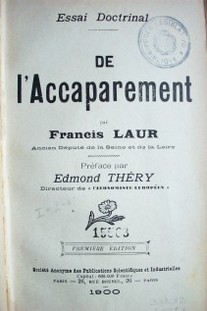 Essai Doctrinal
DE
l'Accaparement
par
Francis LAUR
Ancien Député de la Seine et de la Loire
Préface par
Edmond THÉRY
Directeur de « l'ECONOMISTE EUROPÉEN »
PREMIÈRE ÉDITION
Société Anonyme des Publications Scientifiques et Industrielles
PARIS — 26, RUE BRUNEL, 26 — PARIS
1900